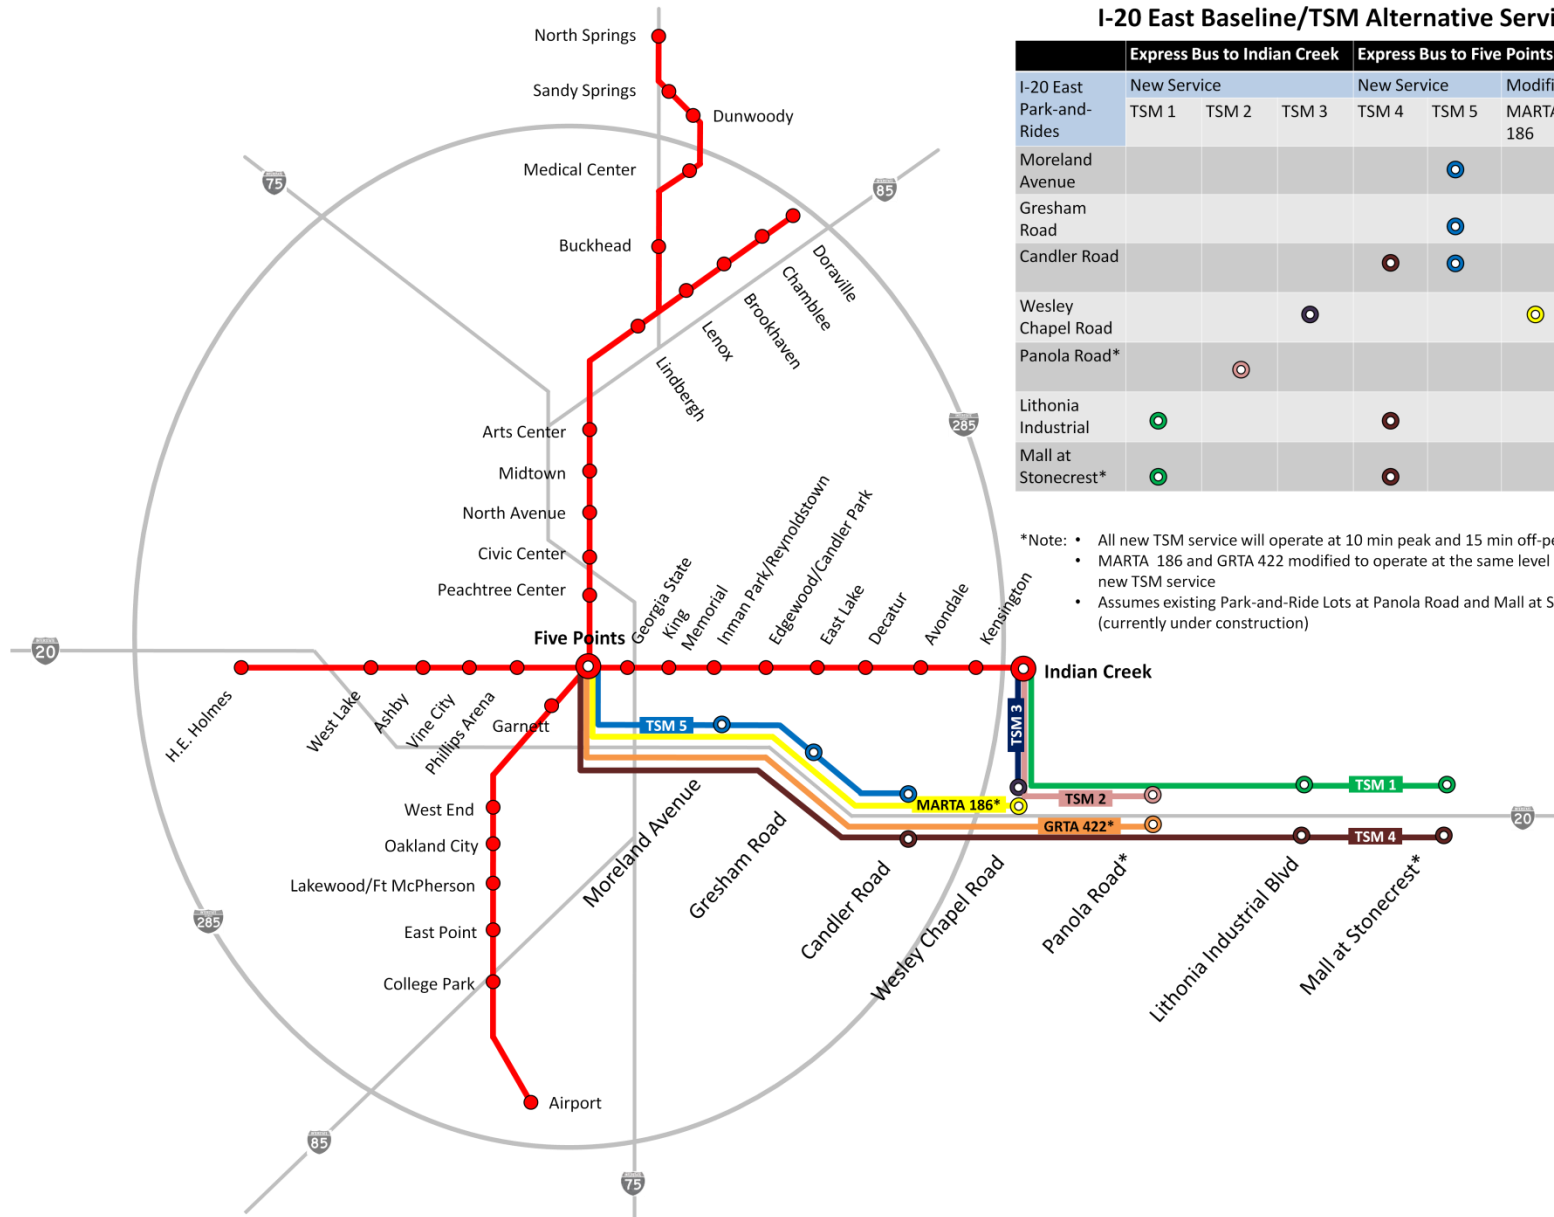 I-20 East Baseline/TSM Alternative Servi
Express Bus to Indian Creek
Express Bus to Five Points
I-20 East
Park-and-
Rides
New Service
New Service
Modifi
TSM 1
TSM 2
TSM 3
TSM 4
TSM 5
MARTA
186
Moreland
Avenue
Gresham
Road
Candler Road
Wesley
Chapel Road
Panola Road*
Lithonia
Industrial
Mall at
Stonecrest*
*Note: • All new TSM service will operate at 10 min peak and 15 min off-pe
• MARTA 186 and GRTA 422 modified to operate at the same level
new TSM service
• Assumes existing Park-and-Ride Lots at Panola Road and Mall at S
(currently under construction)
North Springs
Sandy Springs
Dunwoody
Medical Center
75
85
Buckhead
Doraville
Chamblee
Brookhaven
Lenox
Lindbergh
285
Arts Center
Midtown
North Avenue
Civic Center
Peachtree Center
Five Points
Georgia State
King
Memorial
Inman Park/Reynoldstown
Edgewood/Candler Park
East Lake
Decatur
Avondale
Kensington
Indian Creek
20
H.E. Holmes
West Lake
Ashby
Vine City
Phillips Arena
Garnett
TSM 5
TSM 3
MARTA 186*
TSM 2
TSM 1
GRTA 422*
TSM 4
20
West End
Oakland City
Lakewood/Ft McPherson
East Point
College Park
Airport
Moreland Avenue
Gresham Road
Candler Road
Wesley Chapel Road
Panola Road*
Lithonia Industrial Blvd
Mall at Stonecrest*
285
85
75